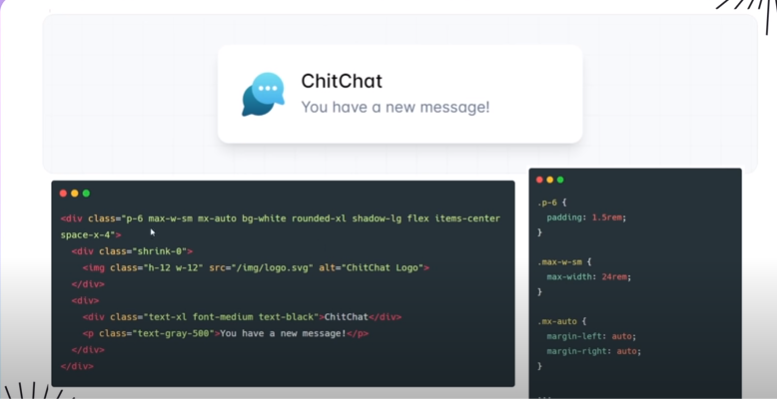 ChitChat
You have a new message!
<div class="p-6 max-w-sm mx-auto bg-white rounded-xl shadow-lg flex items-center
space-x-4">
<div class="shrink-0">
<img class="h-12 w-12" src="/img/logo.svg" alt="ChitChat Logo">
</div>
<div>
<div class="text-xl font-medium text-black">ChitChat</div>
<p class="text-gray-500">You have a new message!</p>
</div>
</div>
.p-6 {
padding: 1.5rem;
}
.max-w-sm {
max-width: 24rem;
}
.mx-auto {
margin-left: auto;
margin-right: auto;
}